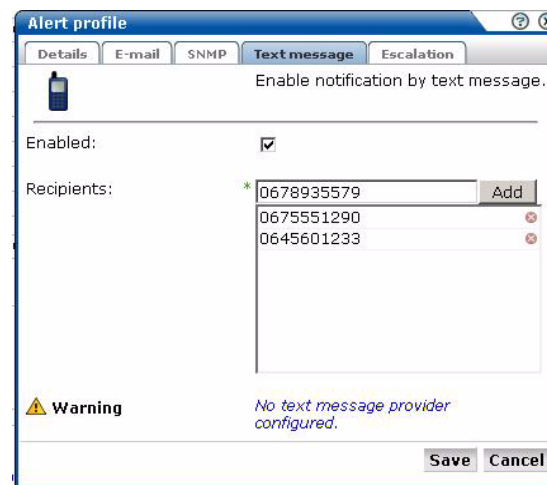 Alert profile
Details E-mail SNMP Text message Escalation
Enable notification by text message.
Enabled:
Recipients: * 0678935579 Add
0675551290
0645601233
Warning No text message provider
configured.
Save Cancel